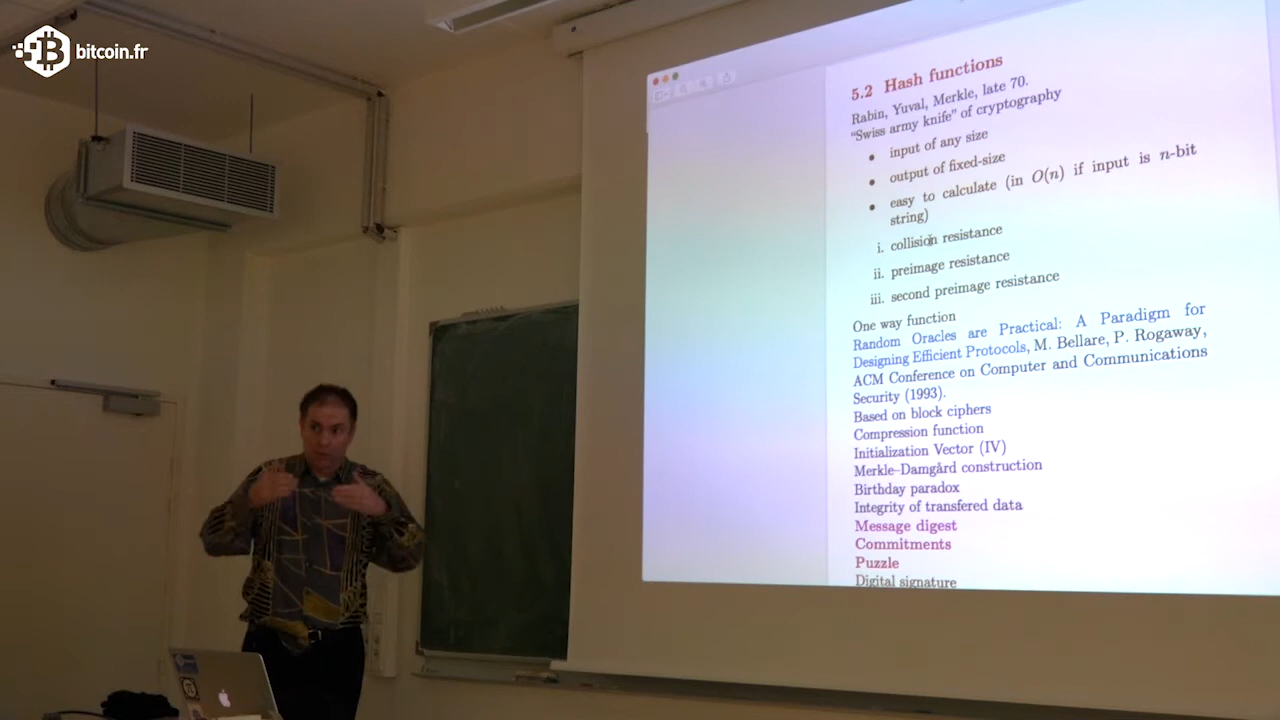 bitcoin.fr
5.2 Hash functions
Rabin, Yuval, Merkle, late 70.
“Swiss army knife” of cryptography
• input of any size
• output of fixed-size
• easy to calculate (in O(n) if input is n-bit
string)
i. collision resistance
ii. preimage resistance
iii. second preimage resistance
One way function
Random Oracles are Practical: A Paradigm for
Designing Efficient Protocols, M. Bellare, P. Rogaway,
ACM Conference on Computer and Communications
Security (1993).
Based on block ciphers
Compression function
Initialization Vector (IV)
Merkle–Damgård construction
Birthday paradox
Integrity of transfered data
Message digest
Commitments
Puzzle
Digital signature